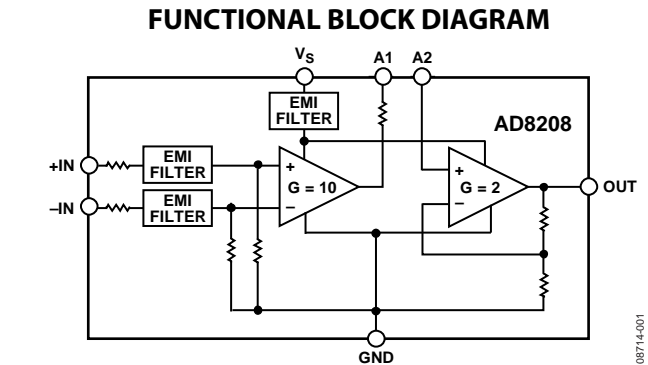 FUNCTIONAL BLOCK DIAGRAM
VS
A1
A2
EMI
FILTER
AD8208
+IN
EMI
FILTER
+
G = 10
–
+
G = 2
–
OUT
–IN
EMI
FILTER
GND
08714-001